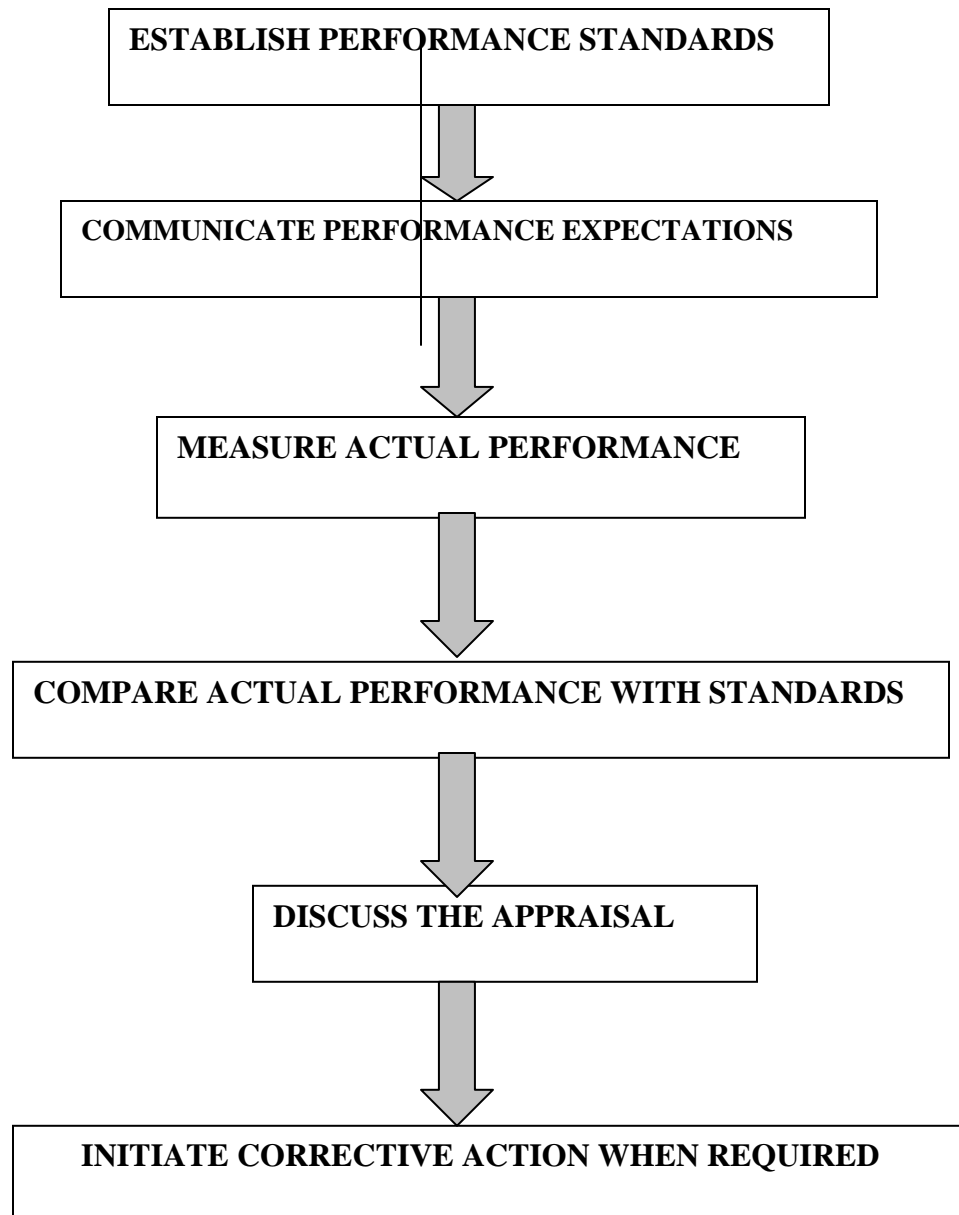 ESTABLISH PERFORMANCE STANDARDS
COMMUNICATE PERFORMANCE EXPECTATIONS
MEASURE ACTUAL PERFORMANCE
COMPARE ACTUAL PERFORMANCE WITH STANDARDS
DISCUSS THE APPRAISAL
INITIATE CORRECTIVE ACTION WHEN REQUIRED